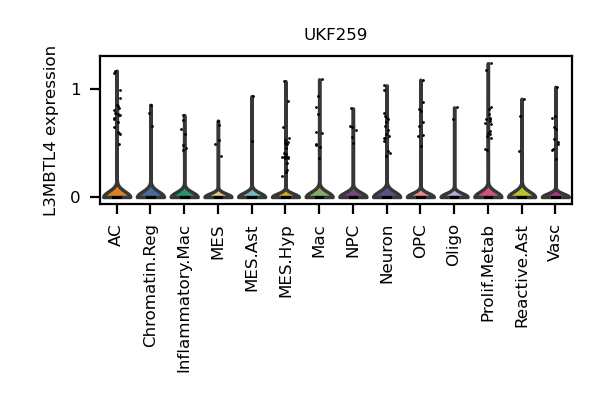 UKF259
L3MBTL4 expression
1
0
AC
Chromatin.Reg
Inflammatory.Mac
MES
MES.Ast
MES.Hyp
Mac
NPC
Neuron
OPC
Oligo
Prolif.Metab
Reactive.Ast
Vasc